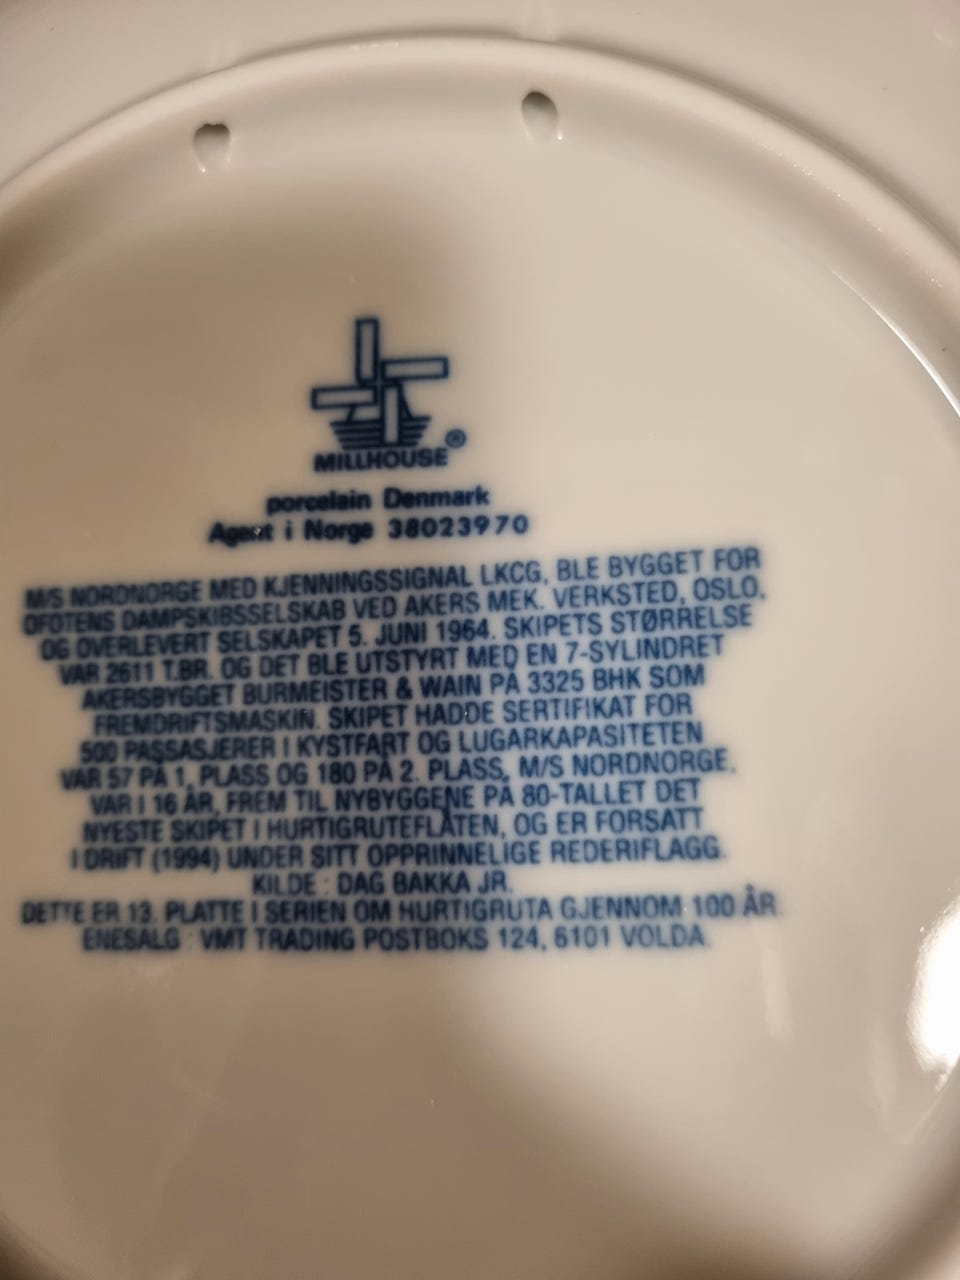 MILLHOUSE®
porcelain Denmark
Agent i Norge 38023970
M/S NORDNORGE MED KJENNINGSSIGNAL LKCG, BLE BYGGET FOR
OFOTENS DAMPSKIBSSELSKAB VED AKERS MEK. VERKSTED, OSLO,
OG OVERLEVERT SELSKAPET 5. JUNI 1964. SKIPETS STØRRELSE
VAR 2611 T.BR. OG DET BLE UTSTYRT MED EN 7-SYLINDRET
AKERSBYGGET BURMEISTER & WAIN PÅ 3325 BHK SOM
FREMDRIFTSMASKIN. SKIPET HADDE SERTIFIKAT FOR
500 PASSASJERER I KYSTFART OG LUGARKAPASITETEN
VAR 57 PÅ 1, PLASS OG 180 PÅ 2. PLASS, M/S NORDNORGE.
VAR I 16 ÅR, FREM TIL NYBYGGENE PÅ 80-TALLET DET
NYESTE SKIPET I HURTIGRUTEFLÅTEN, OG ER FORSATT
I DRIFT (1994) UNDER SITT OPPRINNELIGE REDERIFLAGG.
KILDE : DAG BAKKA JR.
DETTE ER 13. PLATTE I SERIEN OM HURTIGRUTA GJENNOM 100 ÅR
ENESALG : VMT TRADING POSTBOKS 124, 6101 VOLDA.